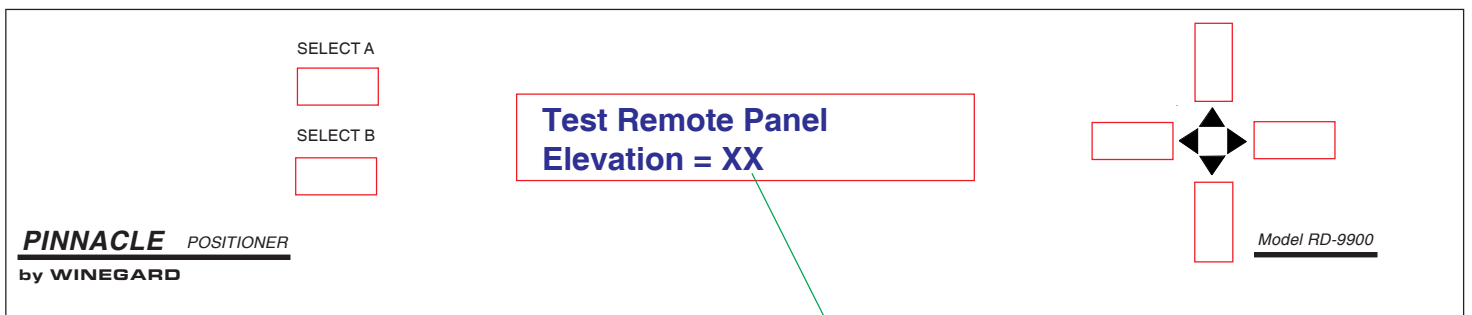 SELECT A
SELECT B
Test Remote Panel
Elevation = XX
PINNACLE POSITIONER
by WINEGARD
Model RD-9900